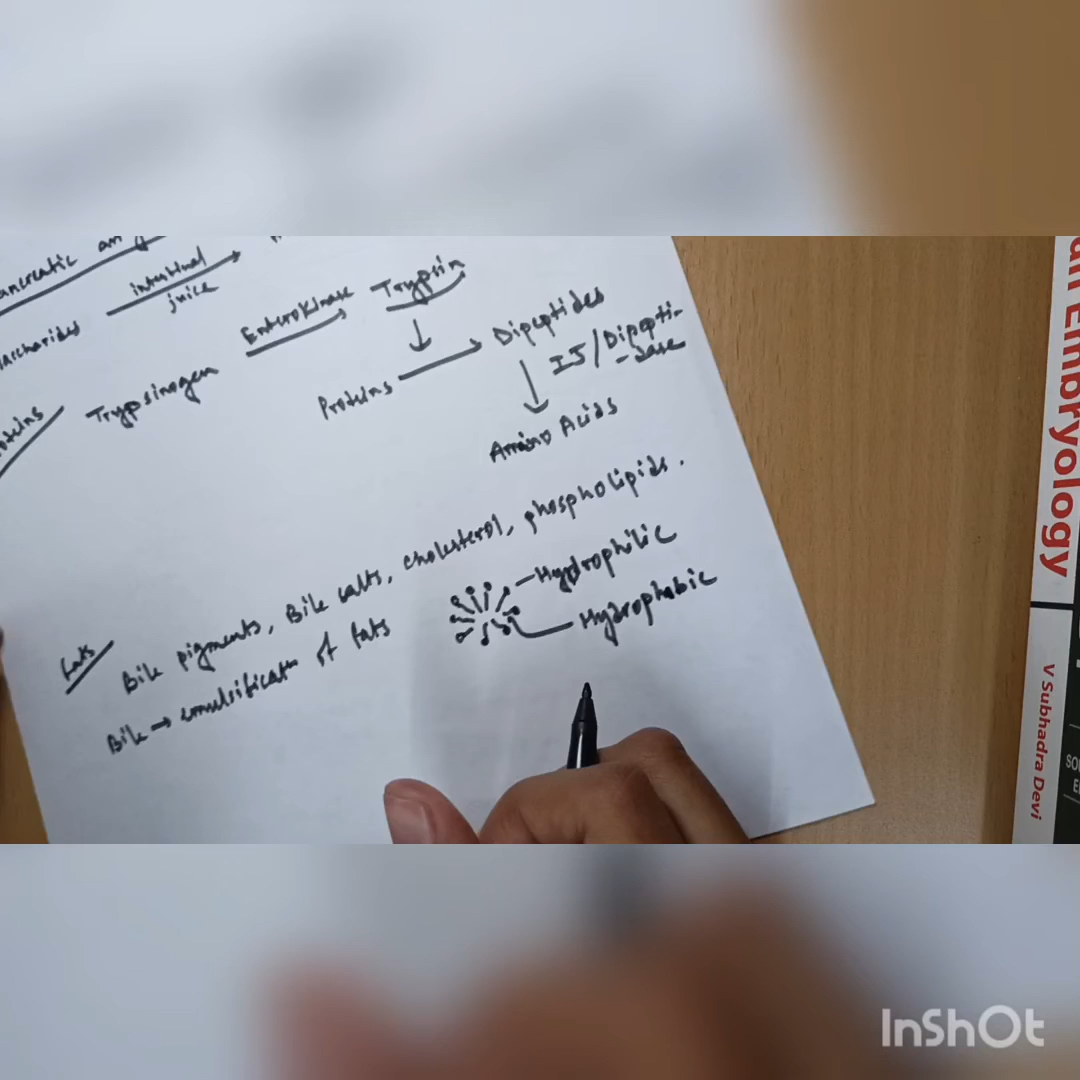 intestinal
juice
Trypsinogen Enterokinase Trypsin
Proteins Dipeptides
IJ/Dipepti-
-dase
Amino Acids
Fats
Bile pigments, Bile salts, cholesterol, phospholipids.
Bile → emulsificatn of fats
Hydrophilic
Hydrophobic
Embryology
V Subhadra Devi
InShOt